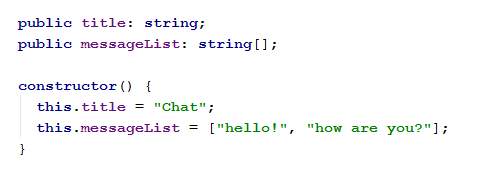 public title: string;
public messageList: string[];
constructor() {
this.title = "Chat";
this.messageList = ["hello!", "how are you?"];
}